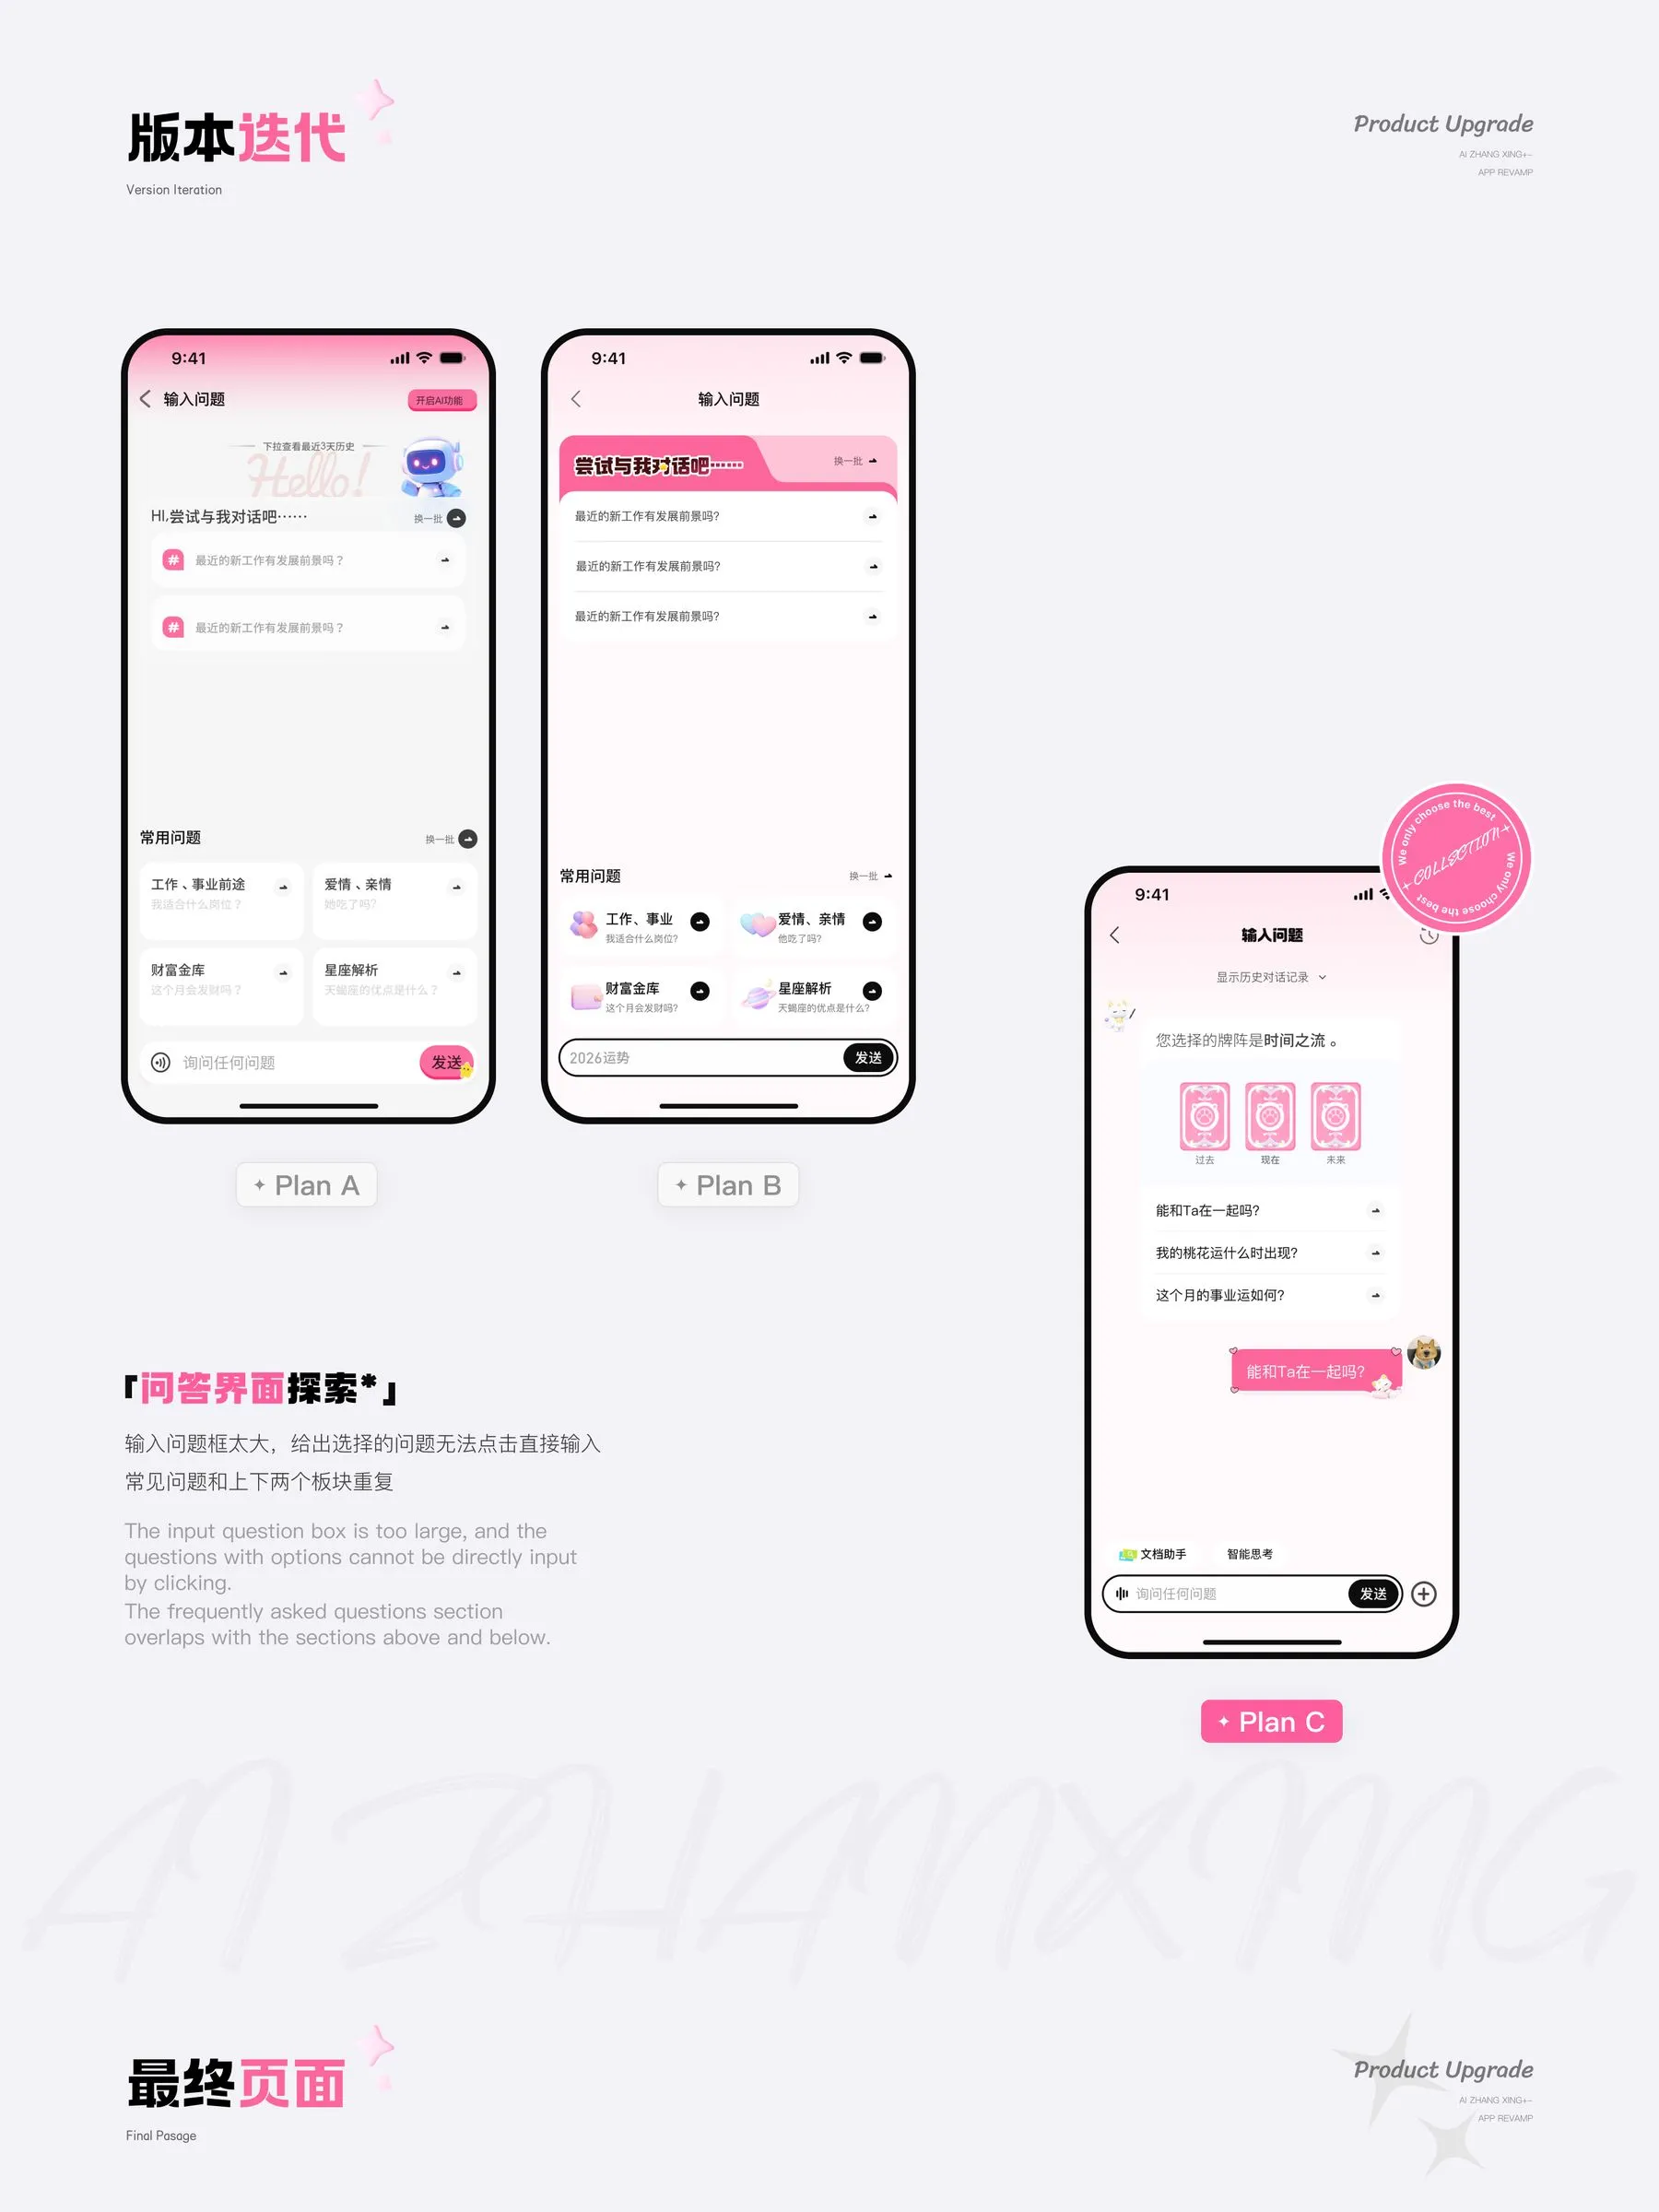 版本迭代
Version Iteration
Product Upgrade
AI ZHANG XING+–
APP REVAMP
9:41
输入问题
开启AI功能
下拉查看最近3天历史
Hello!
HI,尝试与我对话吧……
换一批
# 最近的新工作有发展前景吗？
# 最近的新工作有发展前景吗？
常用问题
换一批
工作、事业前途
我适合什么岗位？
爱情、亲情
她吃了吗？
财富金库
这个月会发财吗？
星座解析
天蝎座的优点是什么？
询问任何问题
发送
Plan A
9:41
输入问题
尝试与我对话吧……
换一批
最近的新工作有发展前景吗?
最近的新工作有发展前景吗?
最近的新工作有发展前景吗?
常用问题
换一批
工作、事业
我适合什么岗位?
爱情、亲情
他吃了吗?
财富金库
这个月会发财吗?
星座解析
天蝎座的优点是什么?
2026运势
发送
Plan B
We only choose the best
COLLECTION
We only choose the best
9:41
输入问题
显示历史对话记录
您选择的牌阵是时间之流。
过去
现在
未来
能和Ta在一起吗?
我的桃花运什么时出现?
这个月的事业运如何?
能和Ta在一起吗?
文档助手
智能思考
询问任何问题
发送
Plan C
「问答界面探索*」
输入问题框太大，给出选择的问题无法点击直接输入
常见问题和上下两个板块重复
The input question box is too large, and the
questions with options cannot be directly input
by clicking.
The frequently asked questions section
overlaps with the sections above and below.
AI ZHANXING
最终页面
Final Pasage
Product Upgrade
AI ZHANG XING+–
APP REVAMP